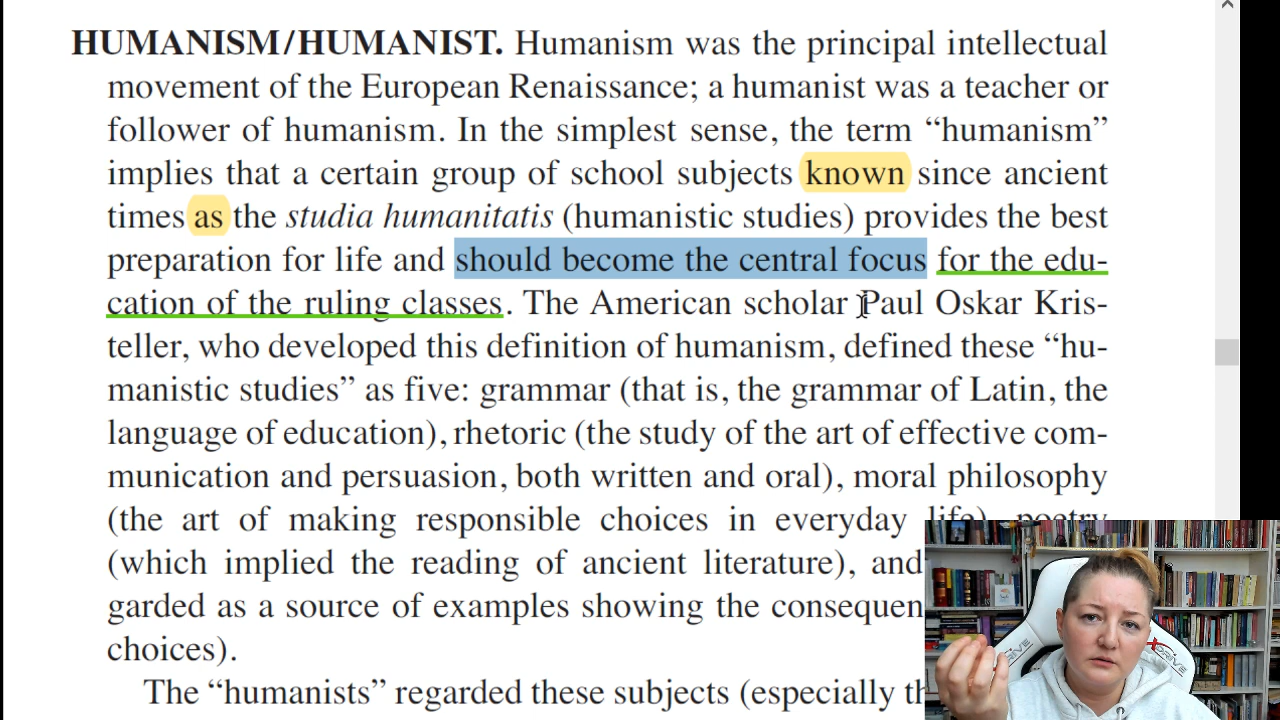 HUMANISM/HUMANIST. Humanism was the principal intellectual
movement of the European Renaissance; a humanist was a teacher or
follower of humanism. In the simplest sense, the term “humanism”
implies that a certain group of school subjects known since ancient
times as the studia humanitatis (humanistic studies) provides the best
preparation for life and should become the central focus for the edu-
cation of the ruling classes. The American scholar Paul Oskar Kris-
teller, who developed this definition of humanism, defined these “hu-
manistic studies” as five: grammar (that is, the grammar of Latin, the
language of education), rhetoric (the study of the art of effective com-
munication and persuasion, both written and oral), moral philosophy
(the art of making responsible choices in everyday life), poetry
(which implied the reading of ancient literature), and
garded as a source of examples showing the consequen
choices).
The “humanists” regarded these subjects (especially